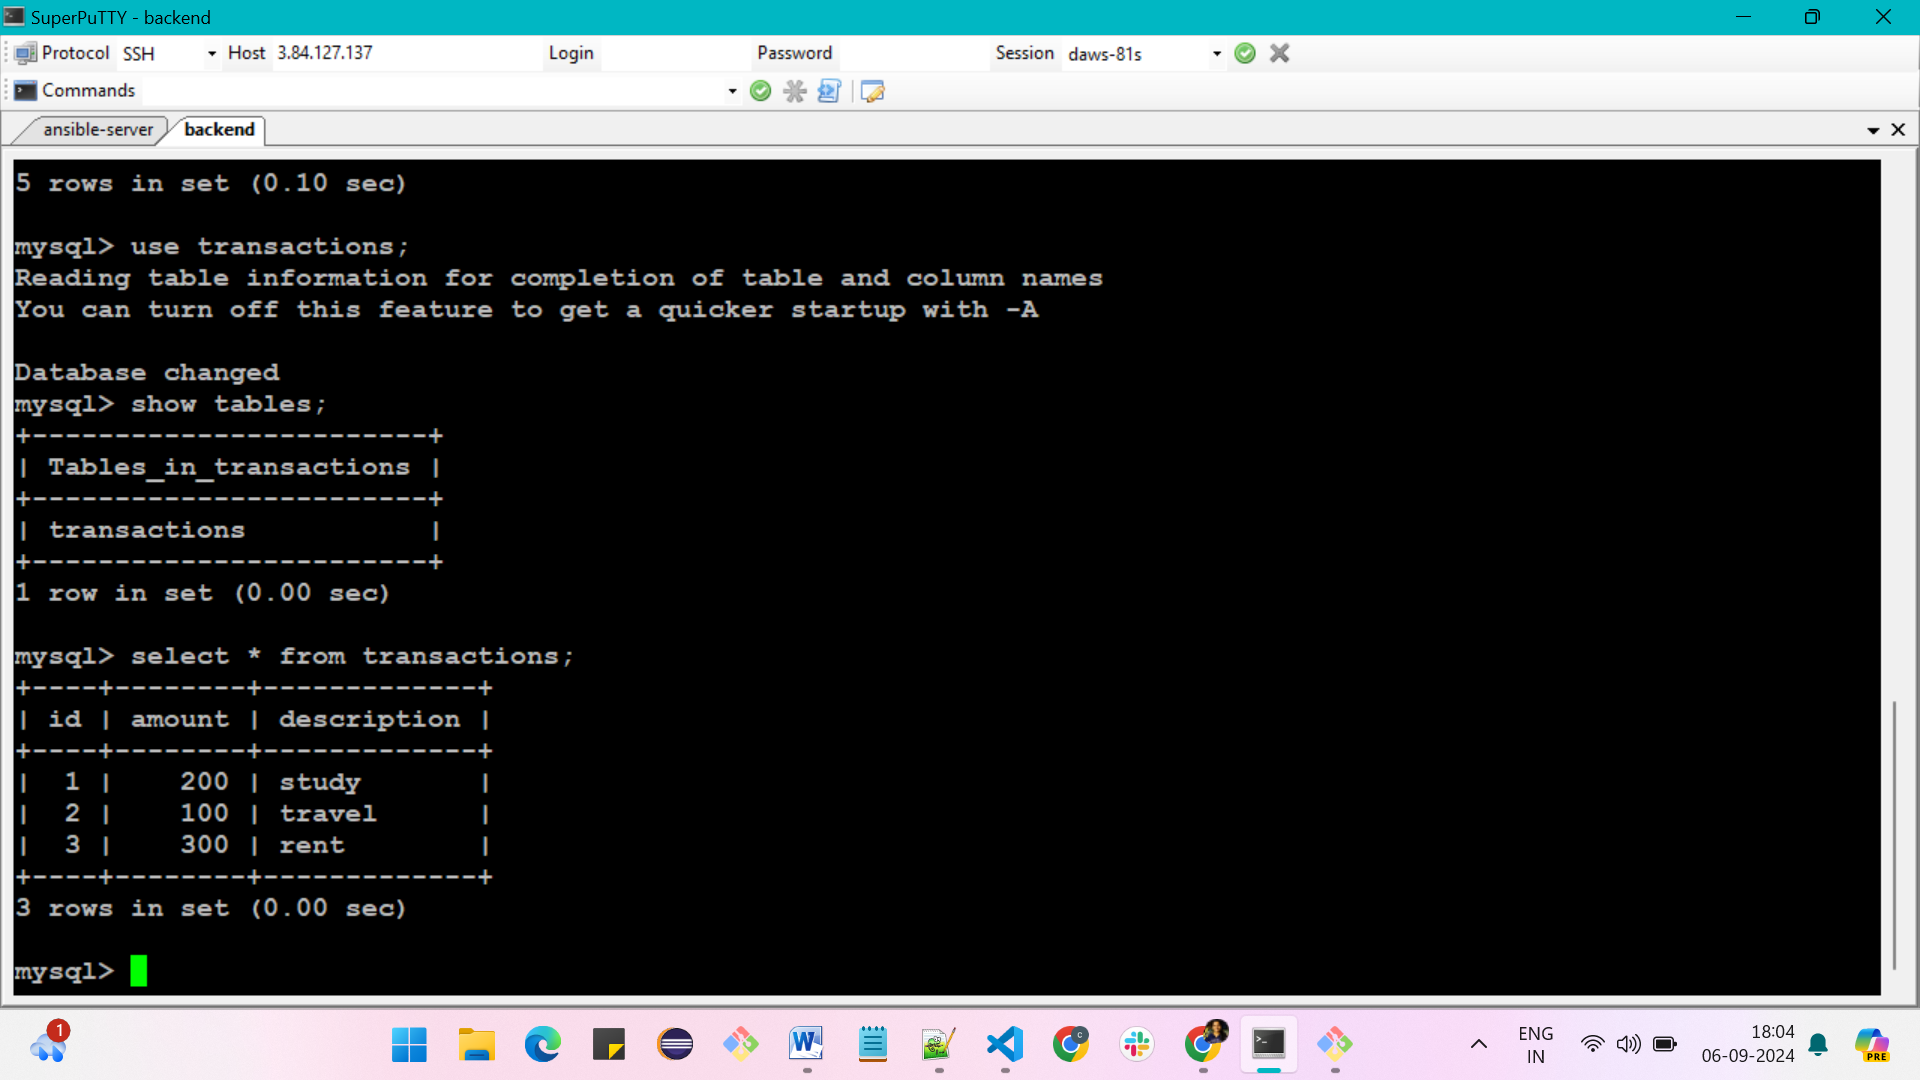 SuperPuTTY - backend
Protocol SSH Host 3.84.127.137 Login Password Session daws-81s
Commands
ansible-server backend
5 rows in set (0.10 sec)
mysql> use transactions;
Reading table information for completion of table and column names
You can turn off this feature to get a quicker startup with -A
Database changed
mysql> show tables;
+------------------------+
| Tables_in_transactions |
+------------------------+
| transactions           |
+------------------------+
1 row in set (0.00 sec)
mysql> select * from transactions;
+----+--------+-------------+
| id | amount | description |
+----+--------+-------------+
|  1 |    200 | study       |
|  2 |    100 | travel      |
|  3 |    300 | rent        |
+----+--------+-------------+
3 rows in set (0.00 sec)
mysql>
1
W
C
>_
ENG
IN
18:04
06-09-2024
PRE